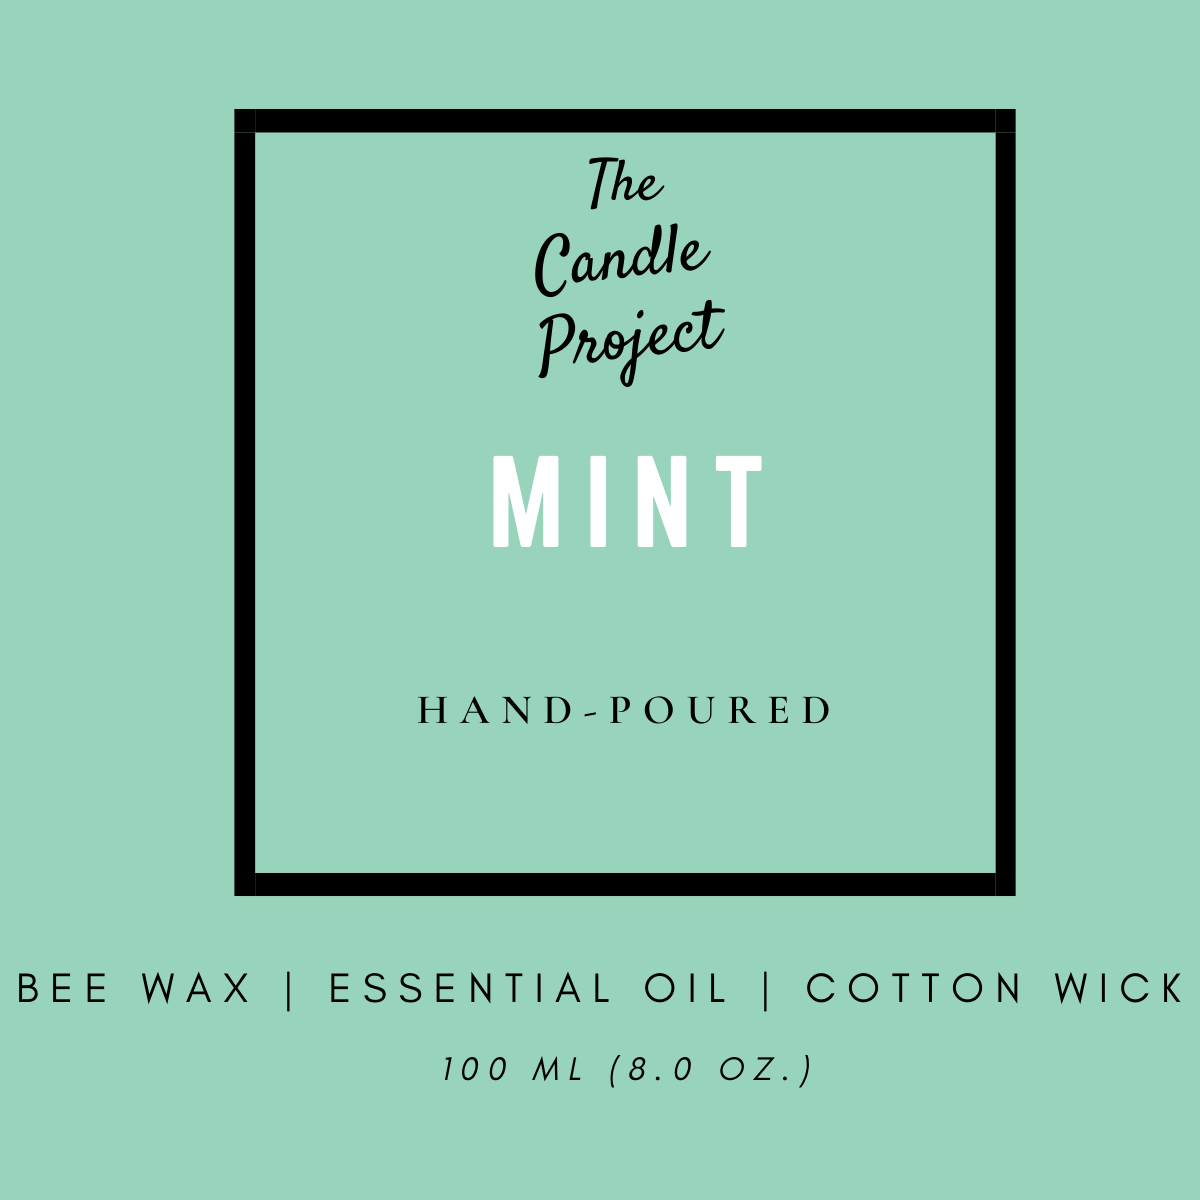 The
Candle
Project
MINT
HAND-POURED
BEE WAX | ESSENTIAL OIL | COTTON WICK
100 ML (8.0 OZ.)